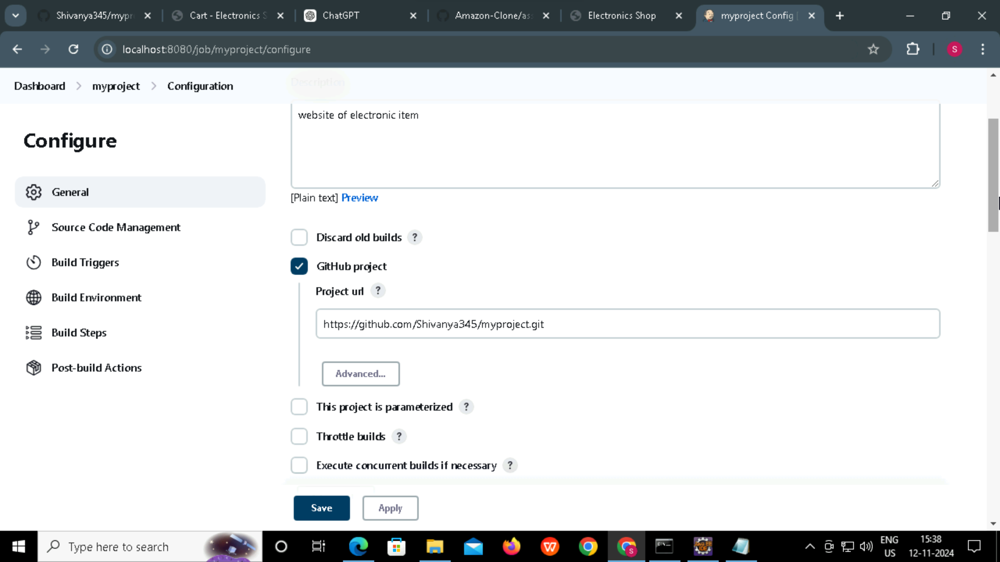 Shivanya345/mypr
Cart - Electronics S
ChatGPT
Amazon-Clone/as
Electronics Shop
myproject Config
localhost:8080/job/myproject/configure
S
Dashboard
myproject
Configuration
Description
website of electronic item
Configure
[Plain text] Preview
General
Source Code Management
Discard old builds ?
Build Triggers
GitHub project
Project url ?
Build Environment
https://github.com/Shivanya345/myproject.git
Build Steps
Post-build Actions
Advanced...
This project is parameterized ?
Throttle builds ?
Execute concurrent builds if necessary ?
Save
Apply
Type here to search
ENG
US
15:38
12-11-2024